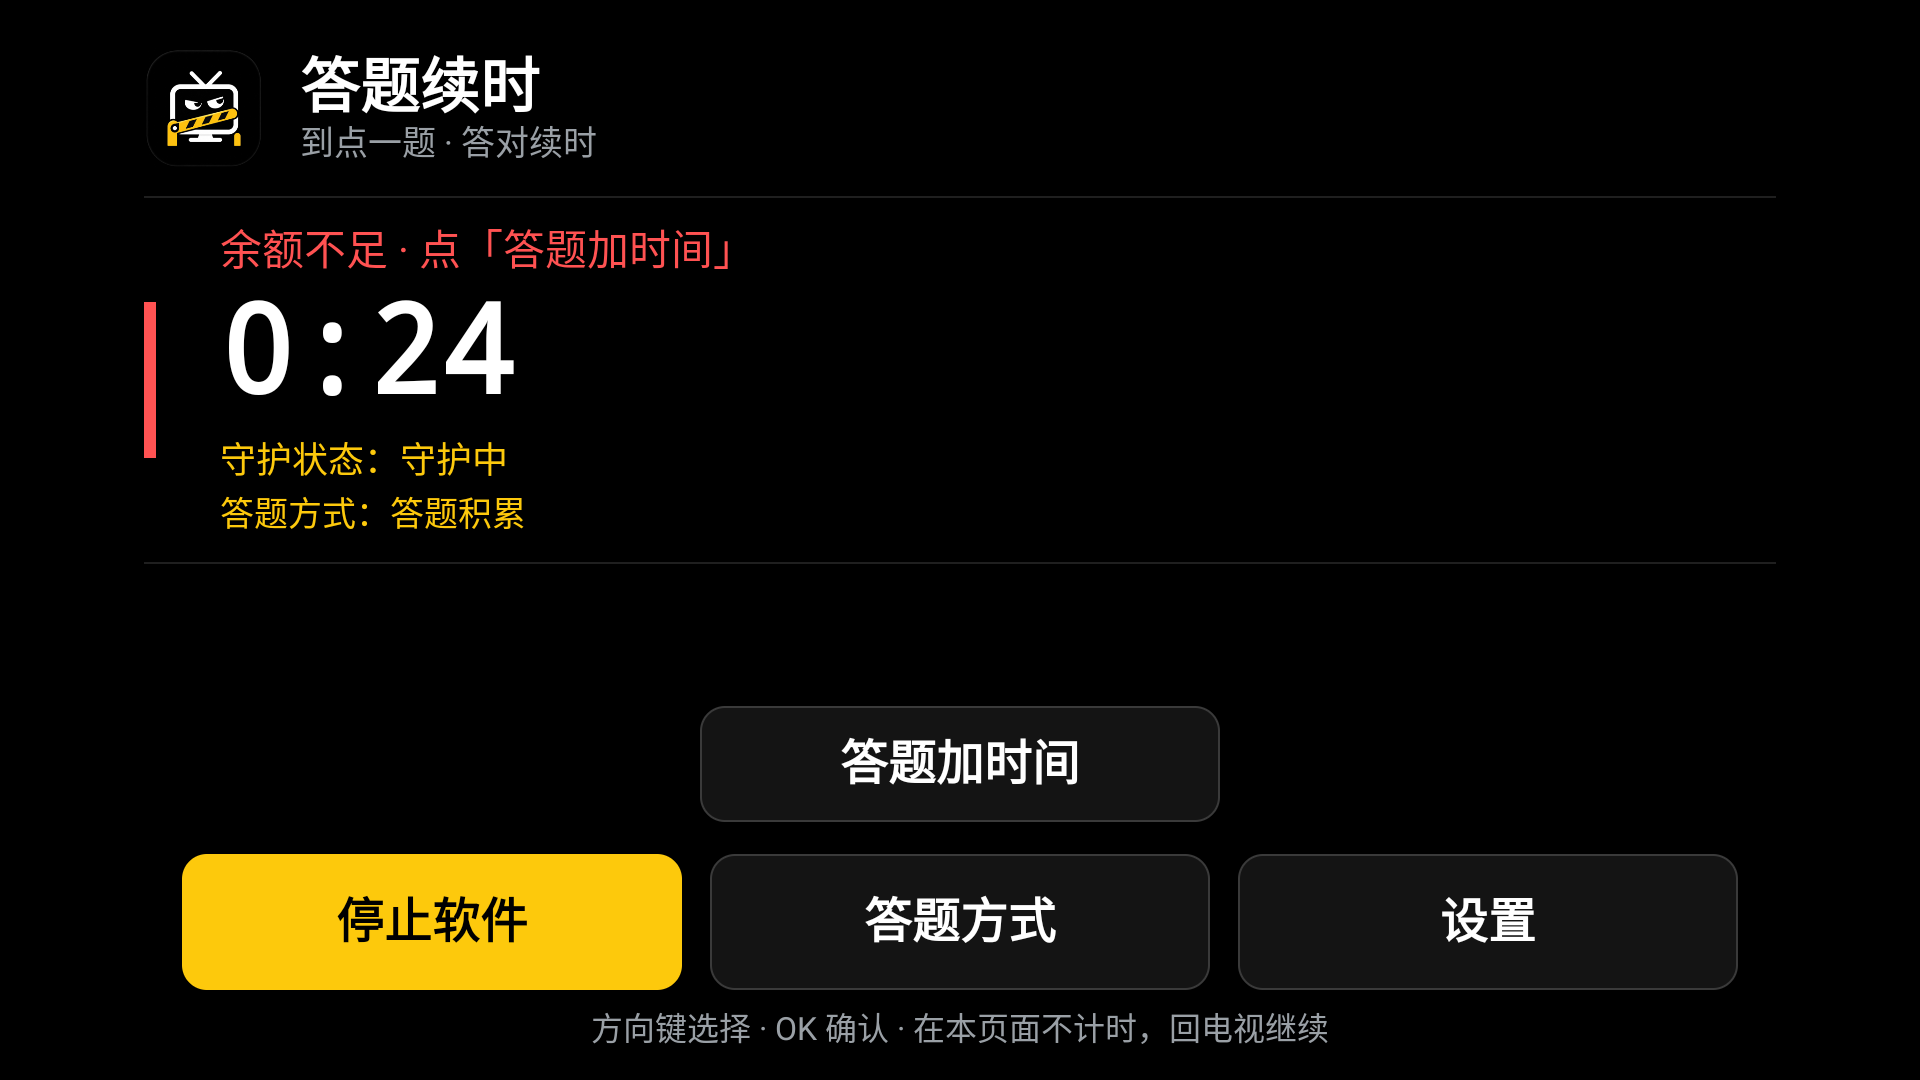 答题续时
到点一题 · 答对续时
余额不足 · 点「答题加时间」
0:24
守护状态：守护中
答题方式：答题积累
答题加时间
停止软件
答题方式
设置
方向键选择 · OK 确认 · 在本页面不计时，回电视继续